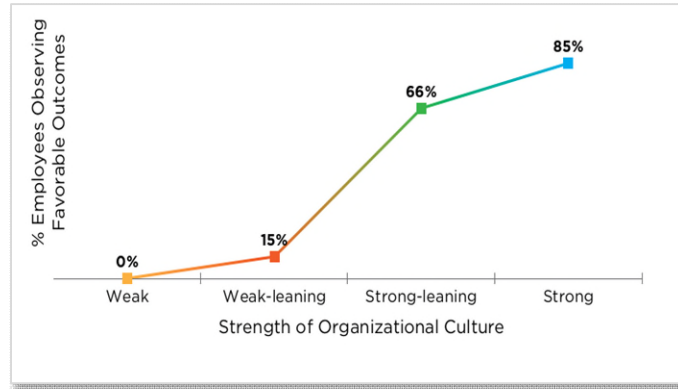 % Employees Observing
Favorable Outcomes
0%
15%
66%
85%
Weak
Weak-leaning
Strong-leaning
Strong
Strength of Organizational Culture